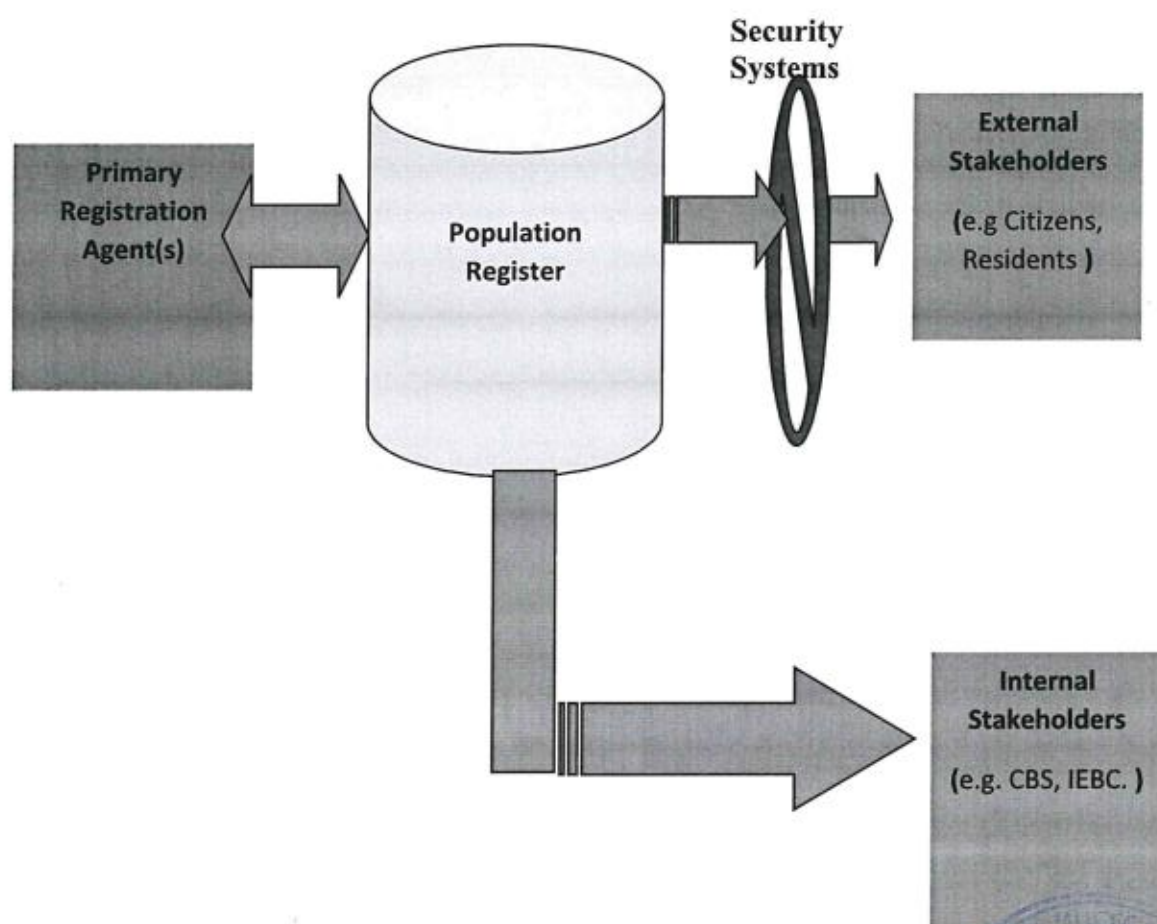 Security
Systems
Primary
Registration
Agent(s)
Population
Register
External
Stakeholders
(e.g Citizens,
Residents )
Internal
Stakeholders
(e.g. CBS, IEBC. )